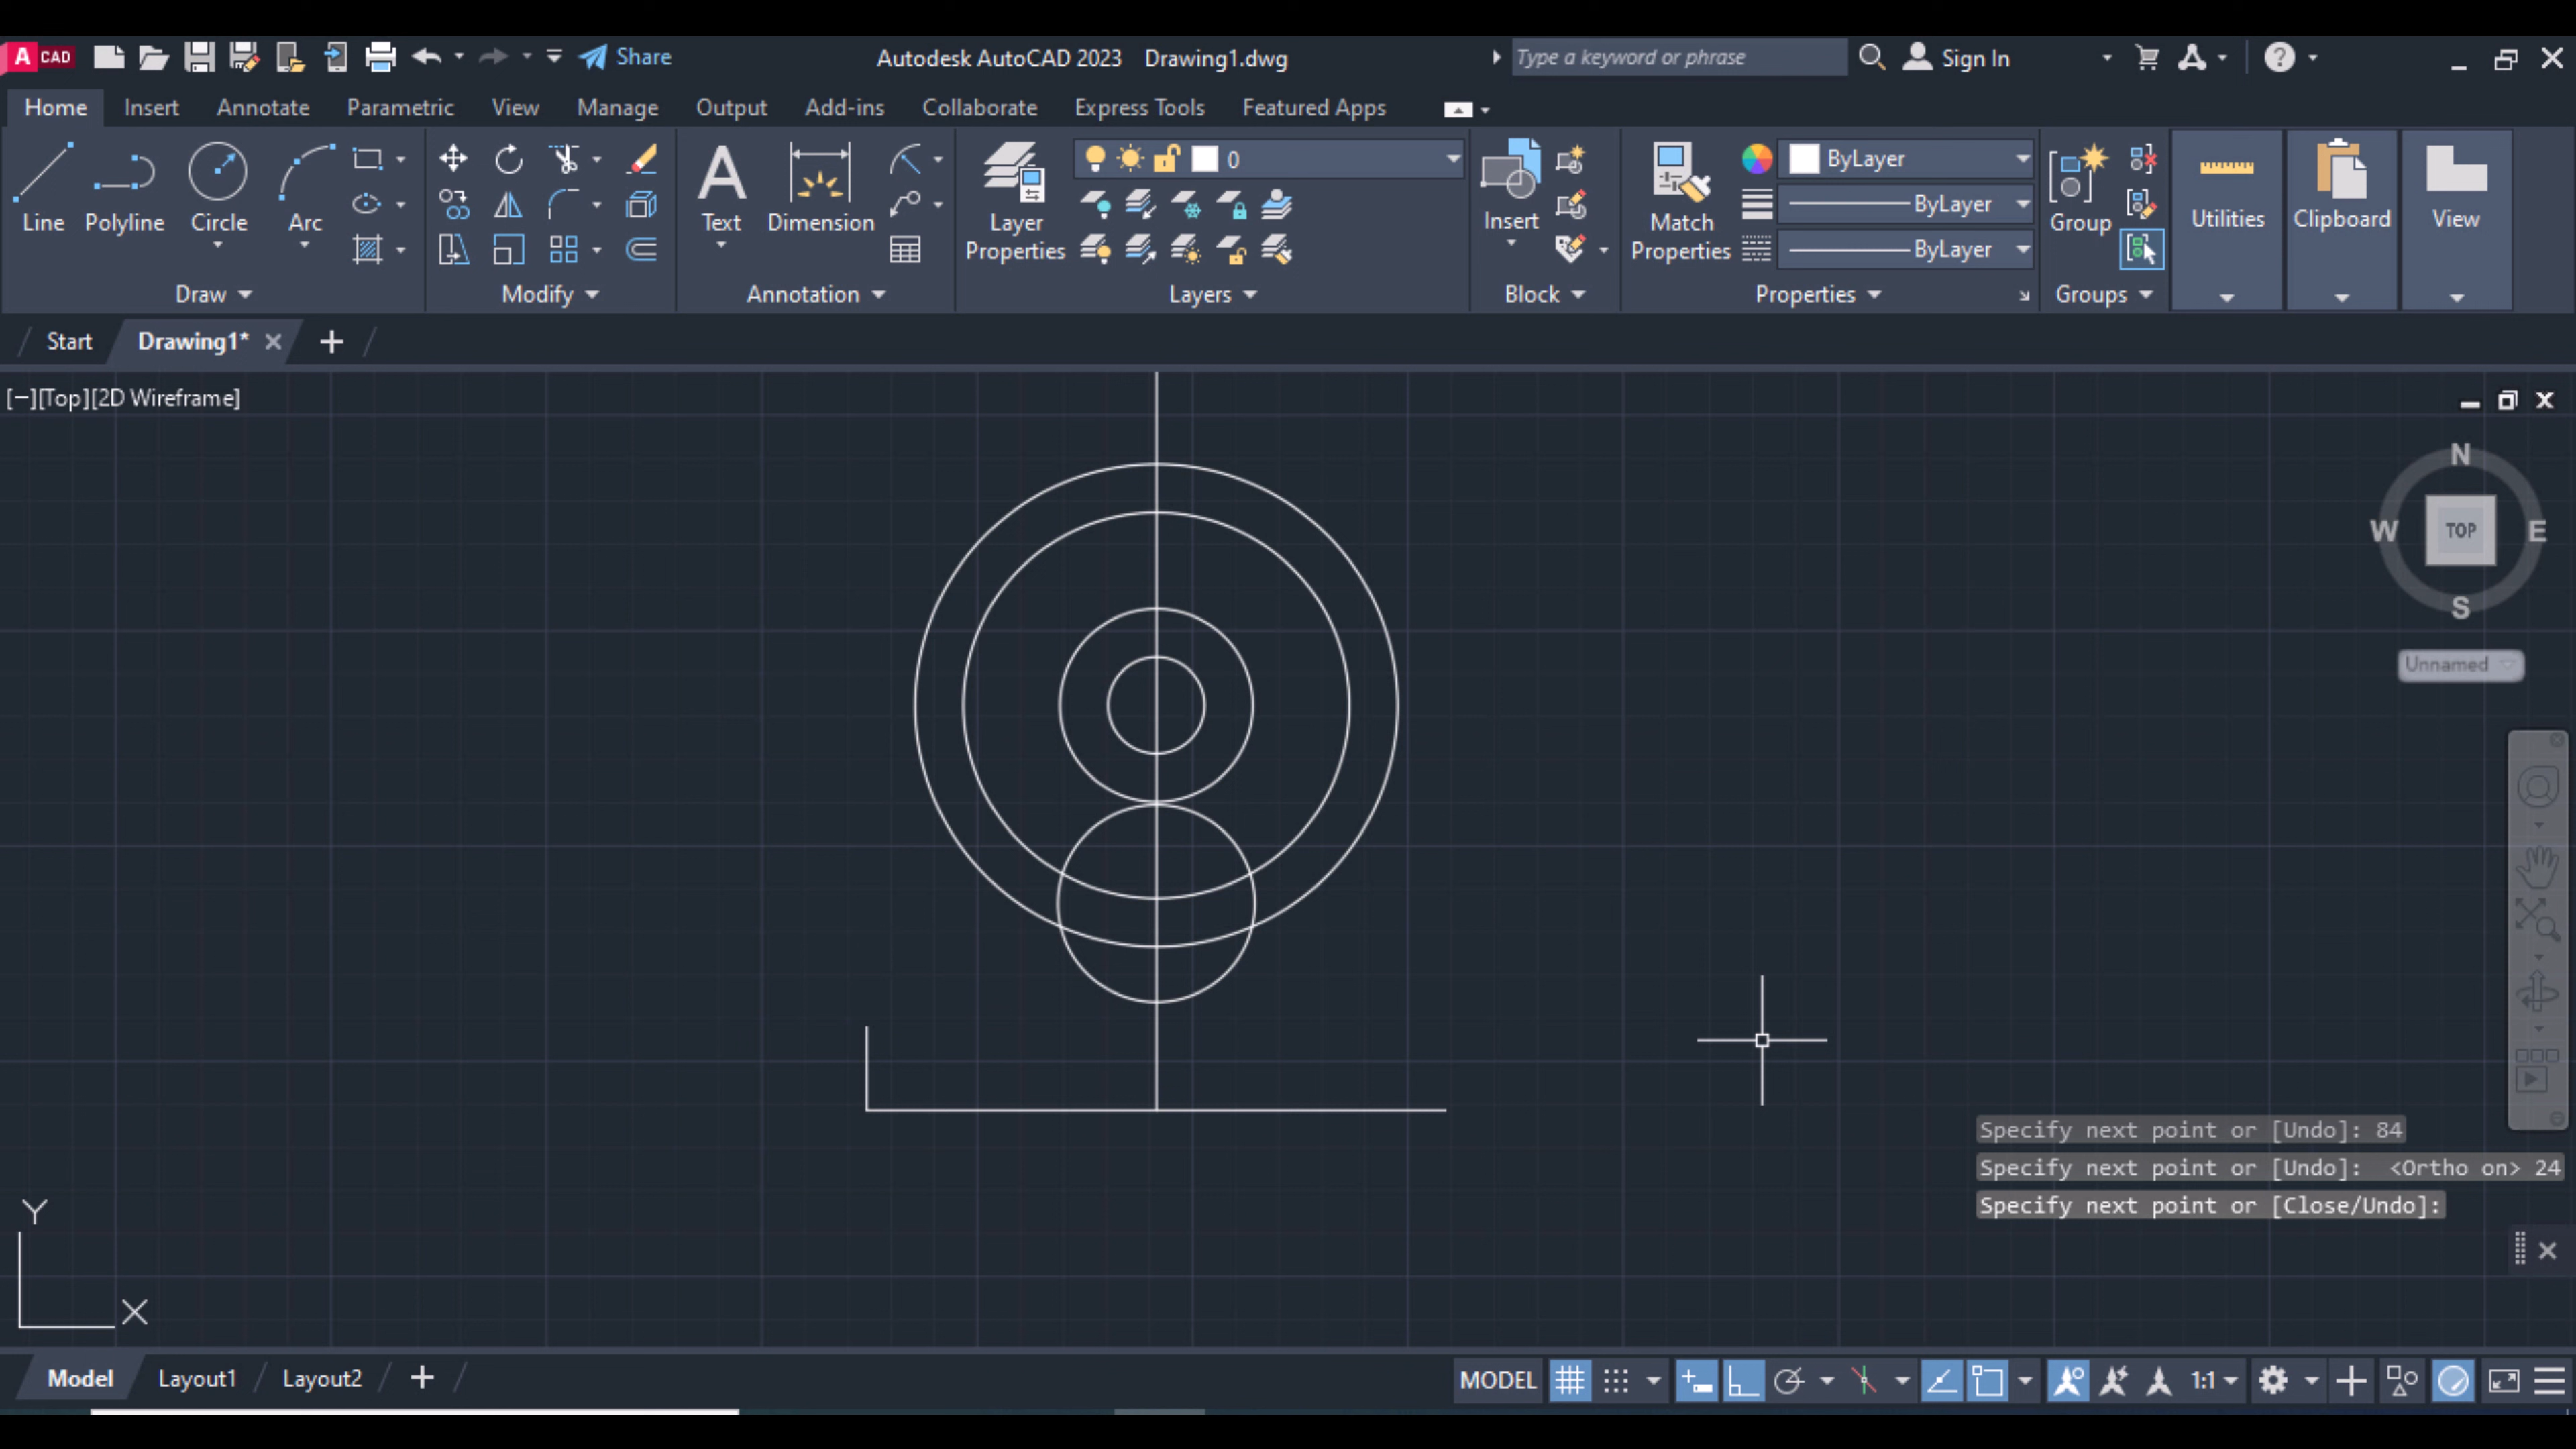 A CAD Share Autodesk AutoCAD 2023 Drawing1.dwg Type a keyword or phrase Sign In
Home Insert Annotate Parametric View Manage Output Add-ins Collaborate Express Tools Featured Apps
Line Polyline Circle Arc
Draw
Modify
A
Text Dimension
Annotation
Layer
Properties
0
Layers
Insert
Block
Match
Properties
ByLayer
ByLayer
ByLayer
Properties
Group
Groups
Utilities
Clipboard
View
Start Drawing1*
[−][Top][2D Wireframe]
N
W TOP E
S
Unnamed
Specify next point or [Undo]: 84
Specify next point or [Undo]: <Ortho on> 24
Specify next point or [Close/Undo]:
Y
X
Model Layout1 Layout2 MODEL 1:1